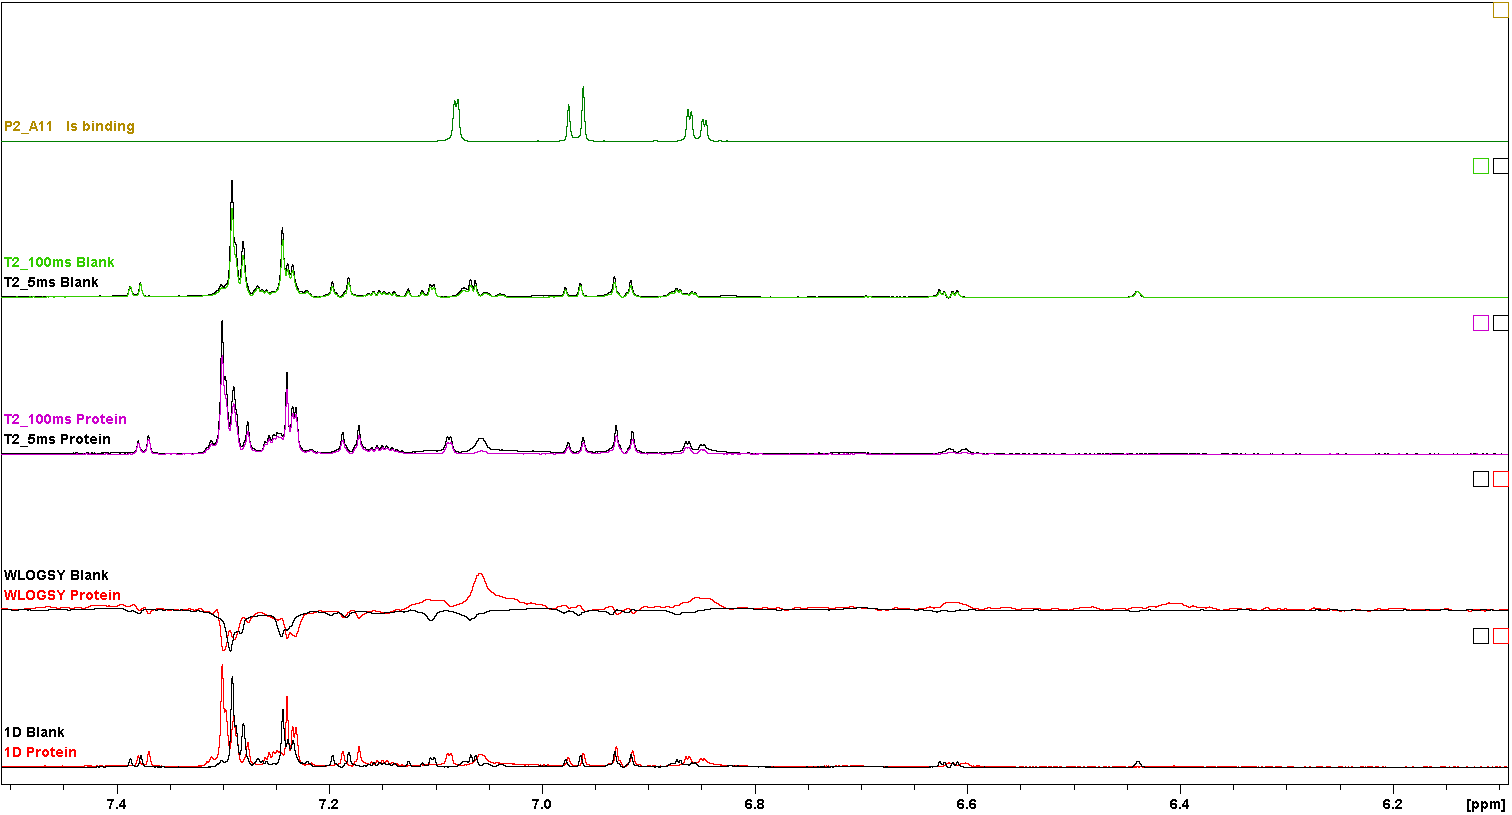 P2_A11 Is binding
T2_100ms Blank
T2_5ms Blank
T2_100ms Protein
T2_5ms Protein
WLOGSY Blank
WLOGSY Protein
1D Blank
1D Protein
7.4 7.2 7.0 6.8 6.6 6.4 6.2 [ppm]